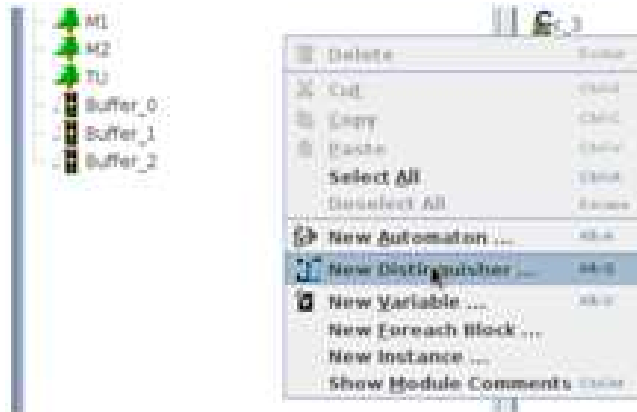 M1
M2
TU
Buffer_0
Buffer_1
Buffer_2
Delete
Cut
Copy
Paste
Select All
Deselect All
New Automaton ...
New Distinguisher ...
New Variable ...
New Foreach Block ...
New Instance ...
Show Module Comments